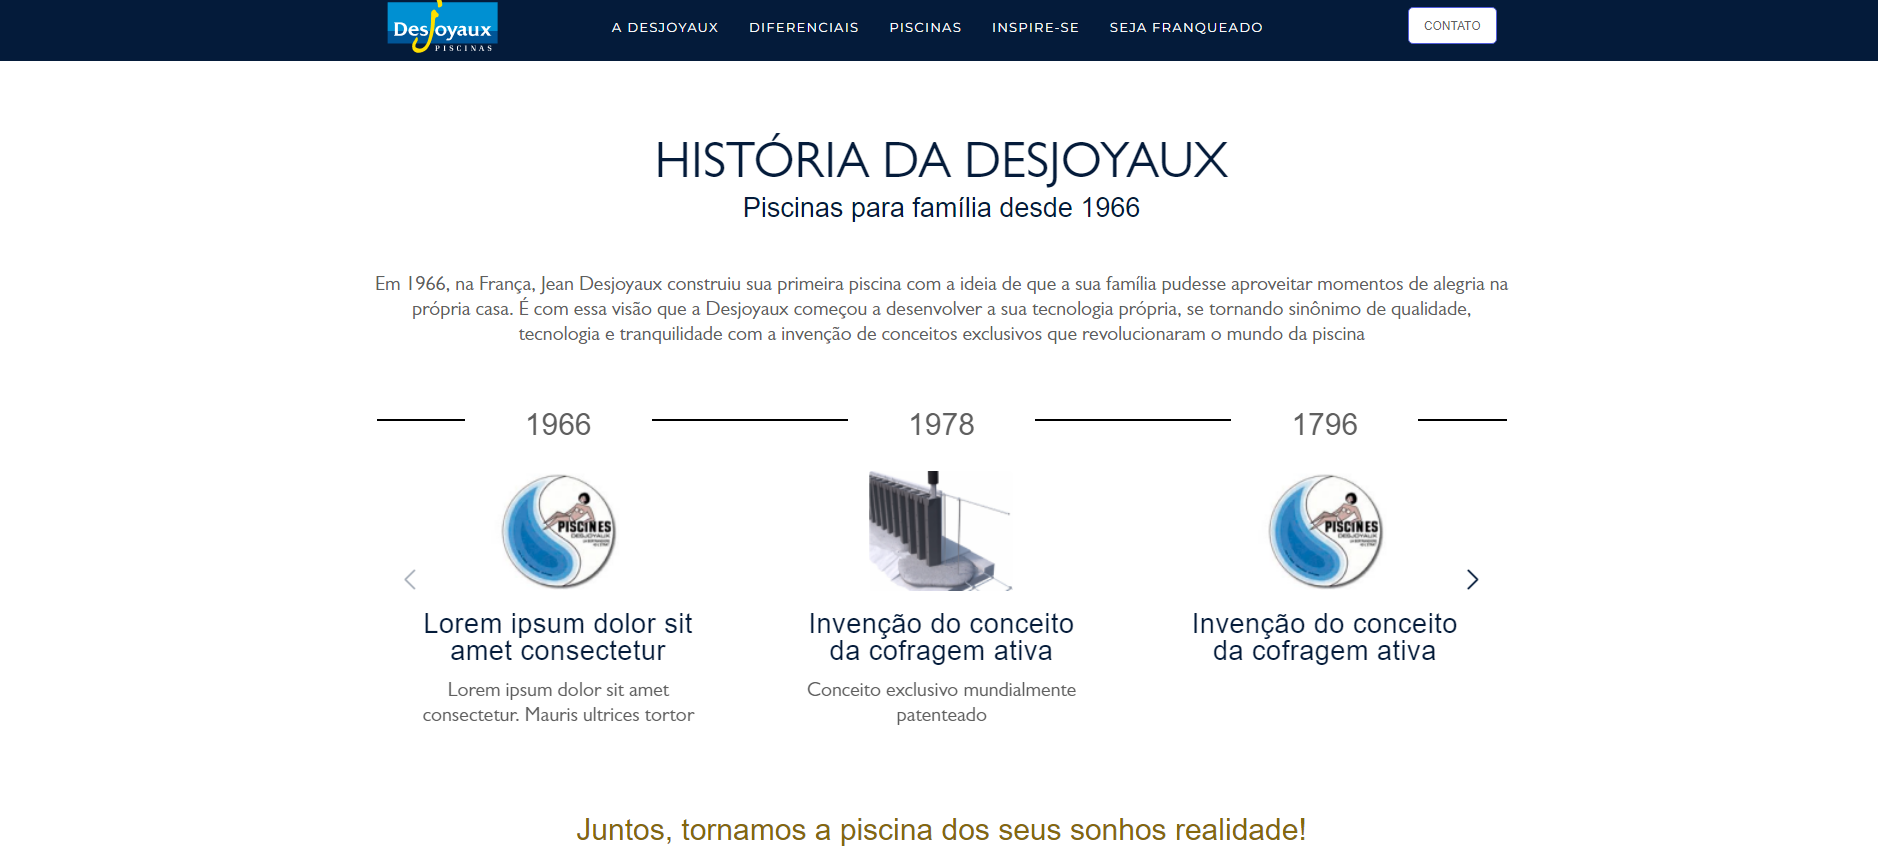 Desjoyaux
PISCINAS
A DESJOYAUX
DIFERENCIAIS
PISCINAS
INSPIRE-SE
SEJA FRANQUEADO
CONTATO
HISTÓRIA DA DESJOYAUX
Piscinas para família desde 1966
Em 1966, na França, Jean Desjoyaux construiu sua primeira piscina com a ideia de que a sua família pudesse aproveitar momentos de alegria na
própria casa. É com essa visão que a Desjoyaux começou a desenvolver a sua tecnologia própria, se tornando sinônimo de qualidade,
tecnologia e tranquilidade com a invenção de conceitos exclusivos que revolucionaram o mundo da piscina
1966
PISCINES
DESJOYAUX
Lorem ipsum dolor sit
amet consectetur
Lorem ipsum dolor sit amet
consectetur. Mauris ultrices tortor
1978
Invenção do conceito
da cofragem ativa
Conceito exclusivo mundialmente
patenteado
1796
PISCINES
DESJOYAUX
Invenção do conceito
da cofragem ativa
Juntos, tornamos a piscina dos seus sonhos realidade!